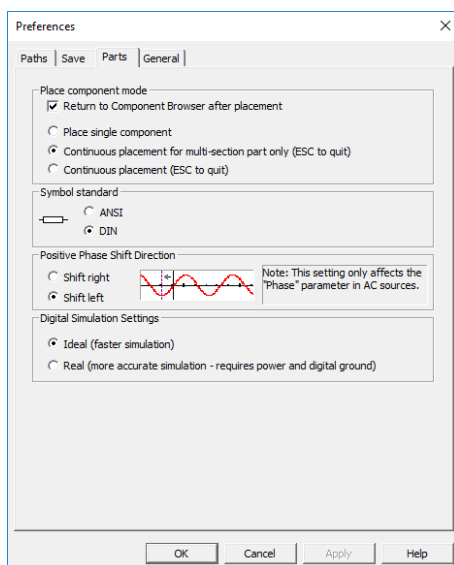 Preferences
Paths Save Parts General
Place component mode
Return to Component Browser after placement
Place single component
Continuous placement for multi-section part only (ESC to quit)
Continuous placement (ESC to quit)
Symbol standard
ANSI
DIN
Positive Phase Shift Direction
Shift right
Shift left
Note: This setting only affects the
"Phase" parameter in AC sources.
Digital Simulation Settings
Ideal (faster simulation)
Real (more accurate simulation - requires power and digital ground)
OK Cancel Apply Help